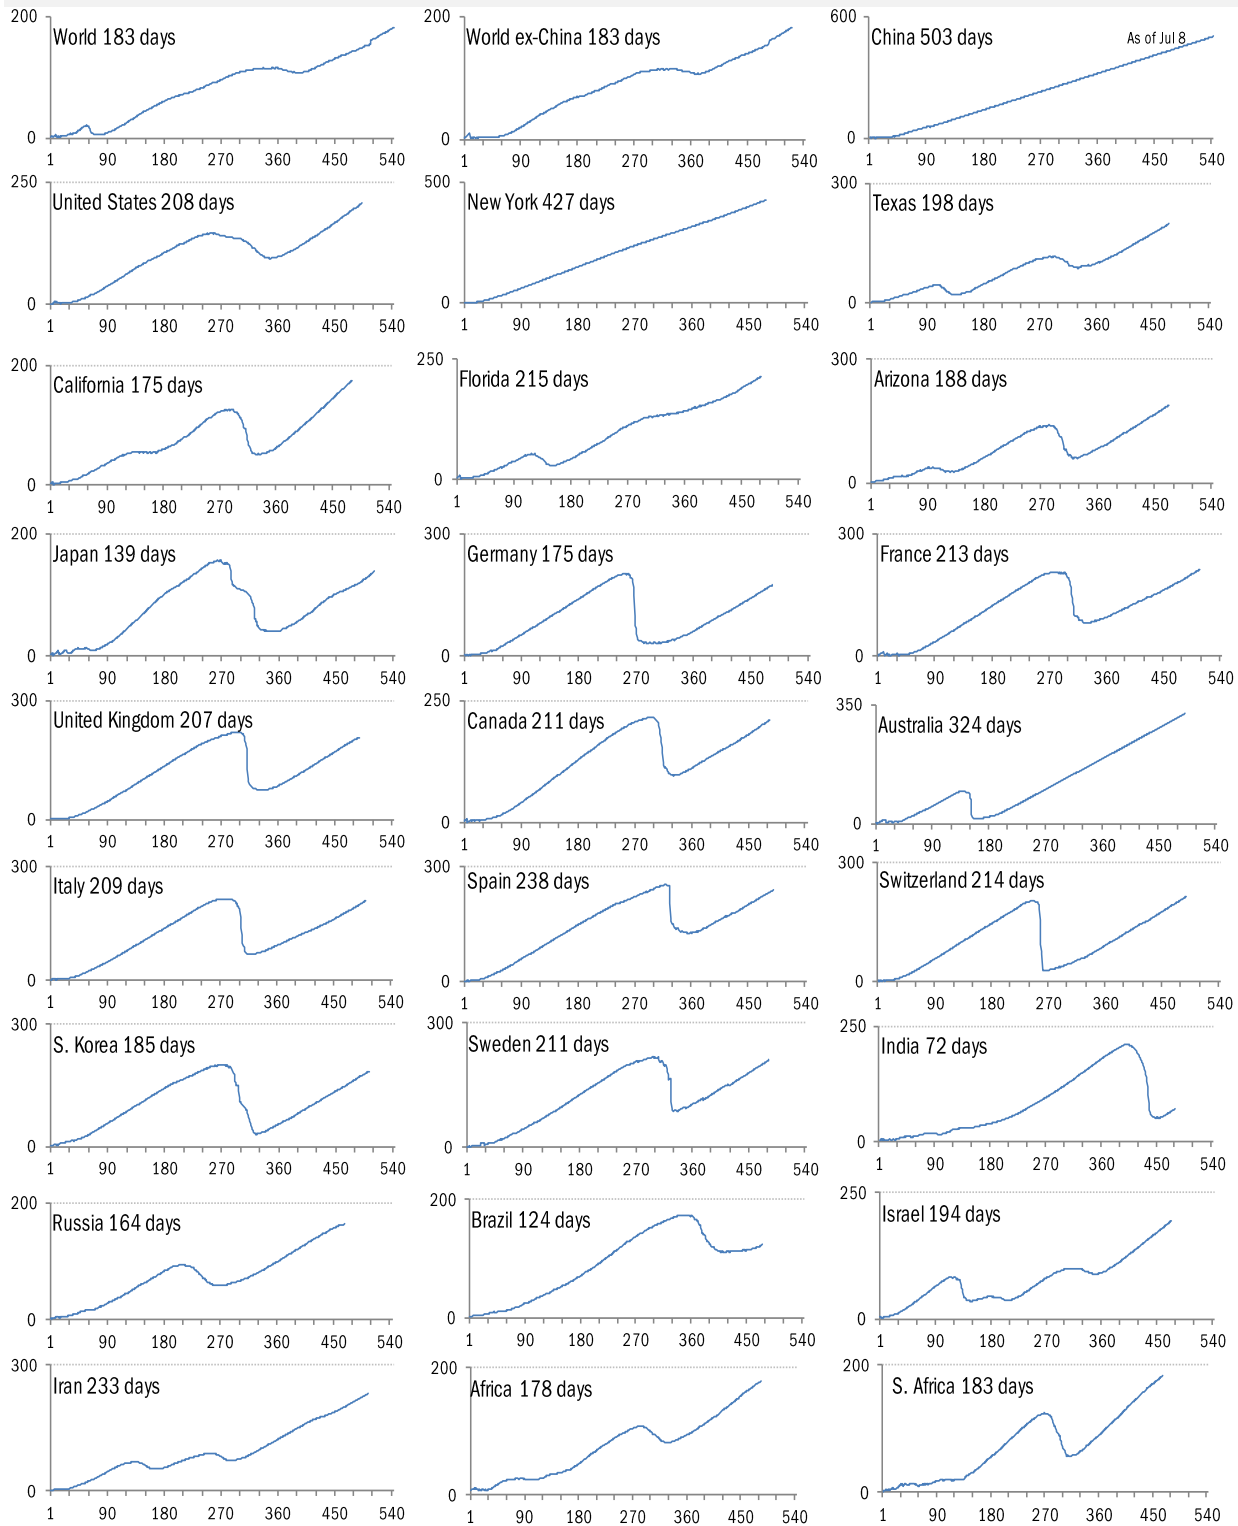 200
World 183 days
0
1 90 180 270 360 450 540
200
World ex-China 183 days
0
1 90 180 270 360 450 540
600
China 503 days
As of Jul 8
0
1 90 180 270 360 450 540
250
United States 208 days
0
1 90 180 270 360 450 540
500
New York 427 days
0
1 90 180 270 360 450 540
300
Texas 198 days
0
1 90 180 270 360 450 540
200
California 175 days
0
1 90 180 270 360 450 540
250
Florida 215 days
0
1 90 180 270 360 450 540
300
Arizona 188 days
0
1 90 180 270 360 450 540
200
Japan 139 days
0
1 90 180 270 360 450 540
300
Germany 175 days
0
1 90 180 270 360 450 540
300
France 213 days
0
1 90 180 270 360 450 540
300
United Kingdom 207 days
0
1 90 180 270 360 450 540
250
Canada 211 days
0
1 90 180 270 360 450 540
350
Australia 324 days
0
1 90 180 270 360 450 540
300
Italy 209 days
0
1 90 180 270 360 450 540
300
Spain 238 days
0
1 90 180 270 360 450 540
300
Switzerland 214 days
0
1 90 180 270 360 450 540
300
S. Korea 185 days
0
1 90 180 270 360 450 540
300
Sweden 211 days
0
1 90 180 270 360 450 540
250
India 72 days
0
1 90 180 270 360 450 540
200
Russia 164 days
0
1 90 180 270 360 450 540
200
Brazil 124 days
0
1 90 180 270 360 450 540
250
Israel 194 days
0
1 90 180 270 360 450 540
300
Iran 233 days
0
1 90 180 270 360 450 540
200
Africa 178 days
0
1 90 180 270 360 450 540
200
S. Africa 183 days
0
1 90 180 270 360 450 540